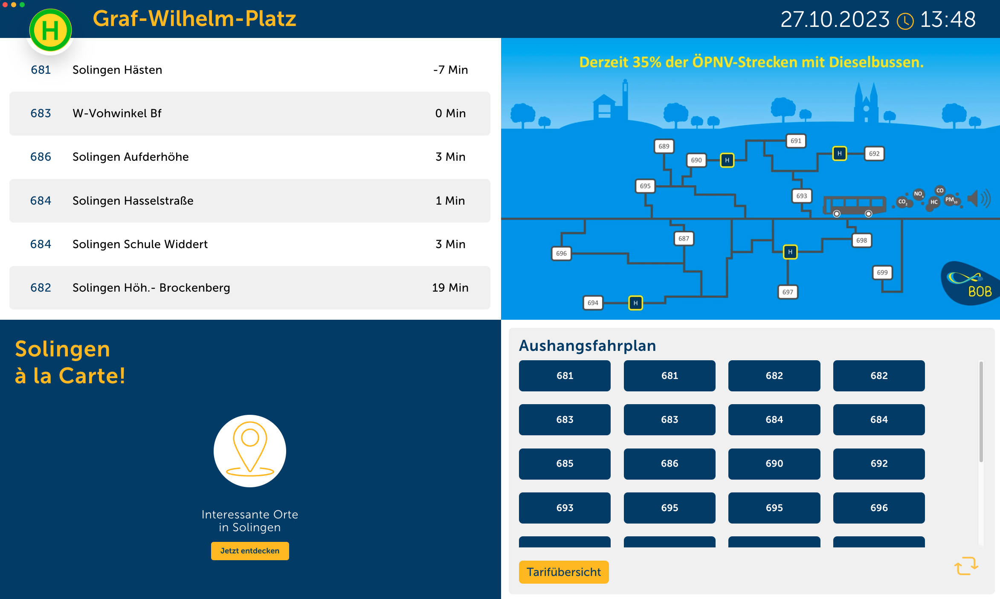 H
Graf-Wilhelm-Platz
27.10.2023 13:48
681 Solingen Hästen -7 Min
683 W-Vohwinkel Bf 0 Min
686 Solingen Aufderhöhe 3 Min
684 Solingen Hasselstraße 1 Min
684 Solingen Schule Widdert 3 Min
682 Solingen Höh.- Brockenberg 19 Min
Derzeit 35% der ÖPNV-Strecken mit Dieselbussen.
691
689
692
H
690
H
695
693
CO
NOx
PM10
CO2
HC
687
698
H
696
699
697
BOB
694
H
Solingen
à la Carte!
Interessante Orte
in Solingen
Jetzt entdecken
Aushangsfahrplan
681 681 682 682
683 683 684 684
685 686 690 692
693 695 695 696
Tarifübersicht